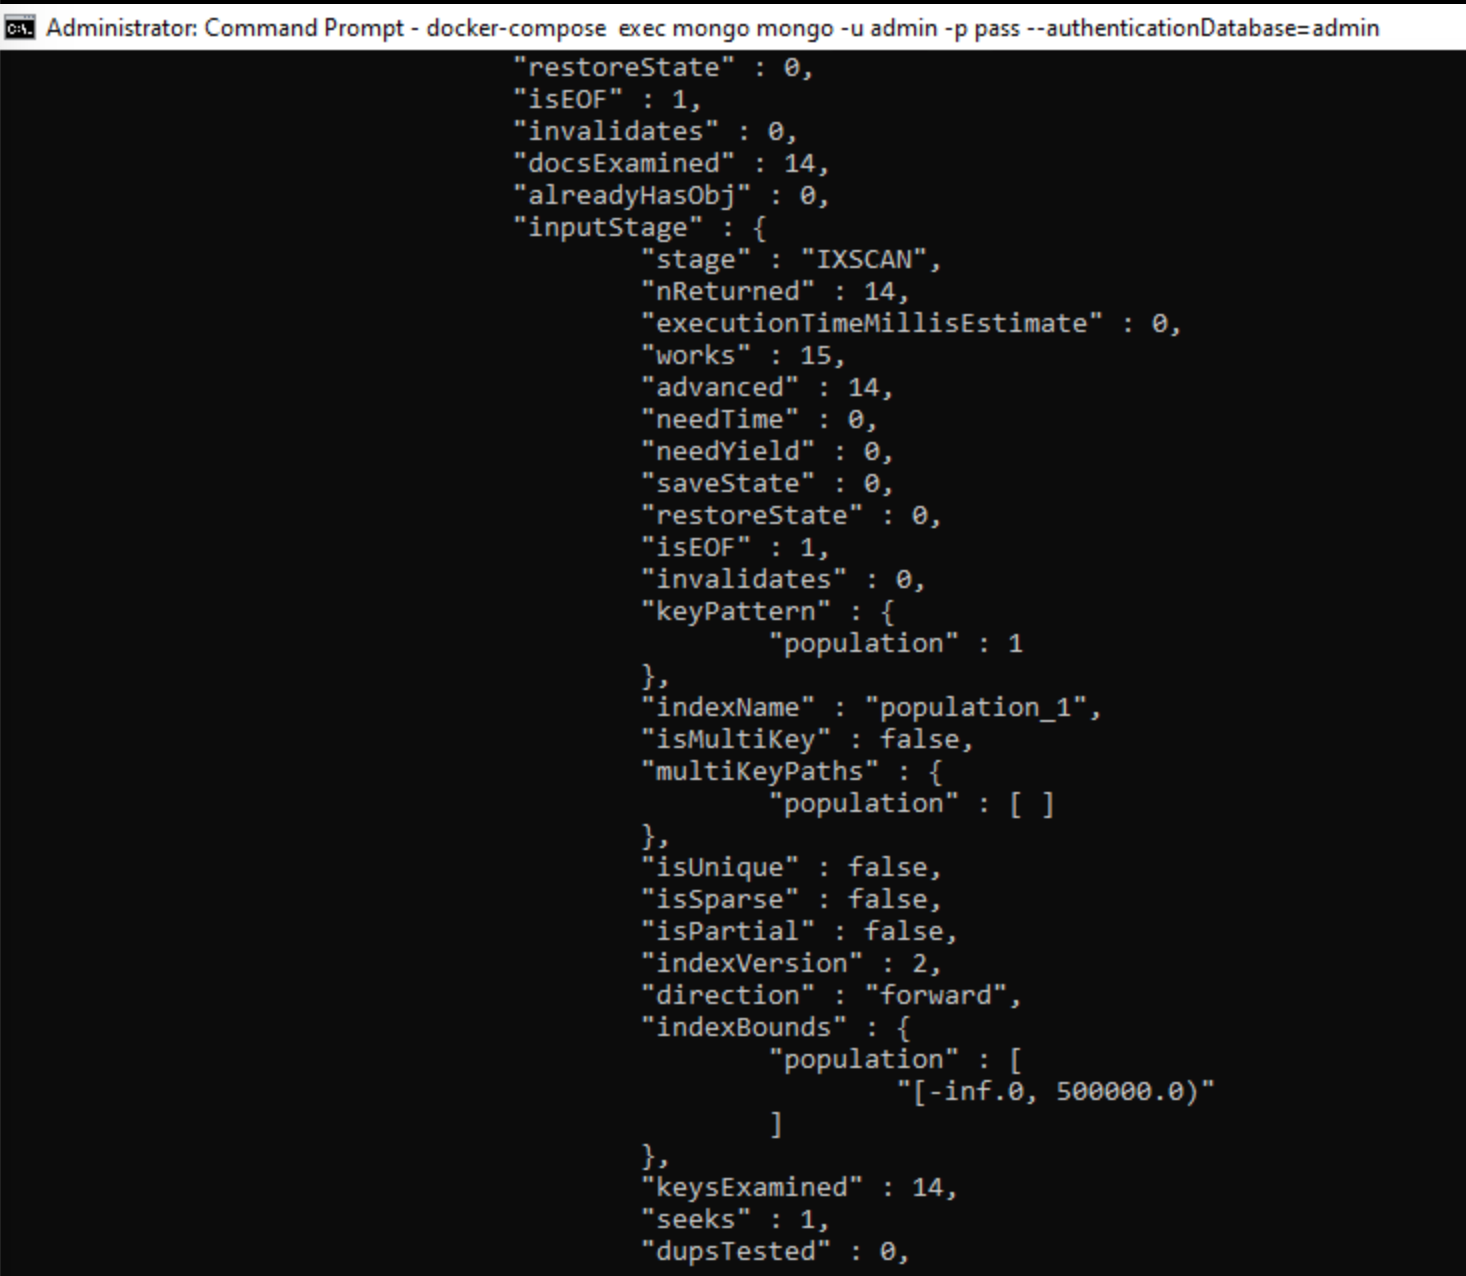 Administrator: Command Prompt - docker-compose  exec mongo mongo -u admin -p pass --authenticationDatabase=admin
"restoreState" : 0,
"isEOF" : 1,
"invalidates" : 0,
"docsExamined" : 14,
"alreadyHasObj" : 0,
"inputStage" : {
"stage" : "IXSCAN",
"nReturned" : 14,
"executionTimeMillisEstimate" : 0,
"works" : 15,
"advanced" : 14,
"needTime" : 0,
"needYield" : 0,
"saveState" : 0,
"restoreState" : 0,
"isEOF" : 1,
"invalidates" : 0,
"keyPattern" : {
"population" : 1
},
"indexName" : "population_1",
"isMultiKey" : false,
"multiKeyPaths" : {
"population" : [ ]
},
"isUnique" : false,
"isSparse" : false,
"isPartial" : false,
"indexVersion" : 2,
"direction" : "forward",
"indexBounds" : {
"population" : [
"[-inf.0, 500000.0)"
]
},
"keysExamined" : 14,
"seeks" : 1,
"dupsTested" : 0,